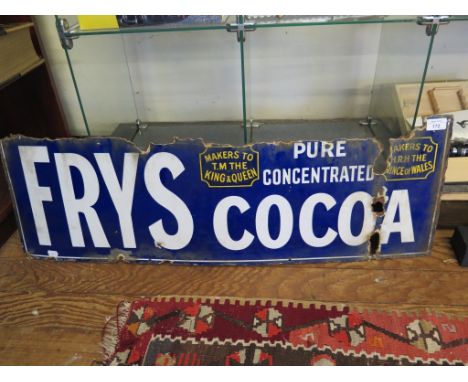 FRYS
MAKERS TO
T.M THE
KING & QUEEN
PURE
CONCENTRATED
COCOA
MAKERS TO
H.R.H THE
PRINCE OF WALES